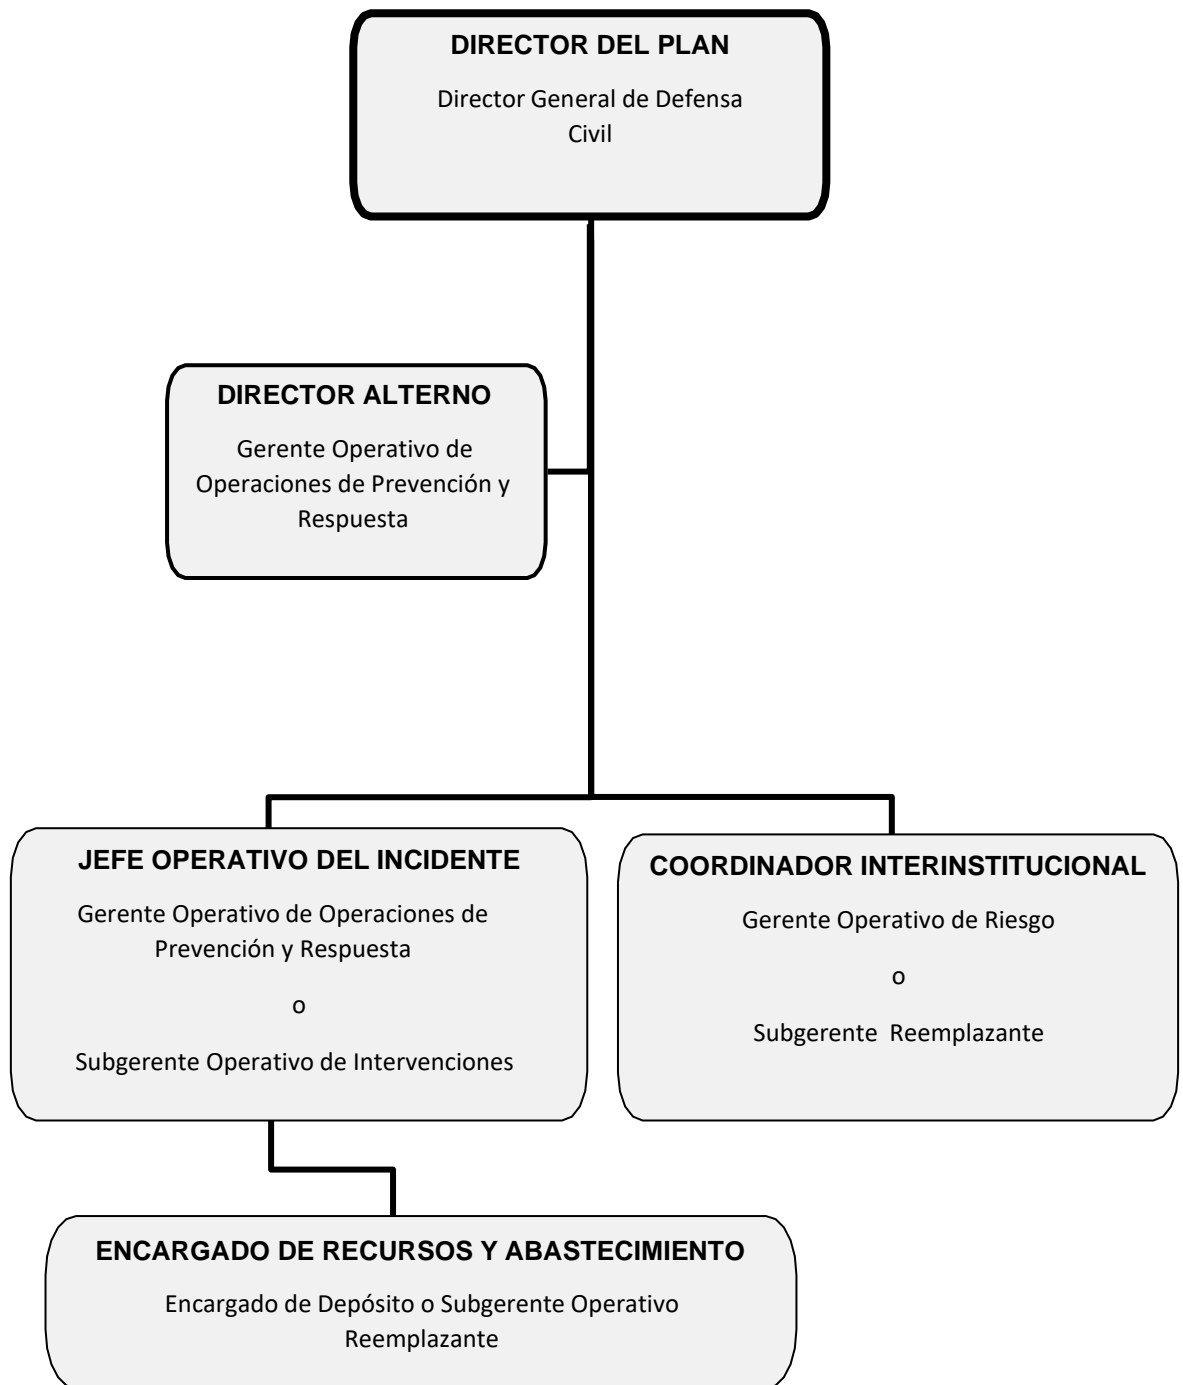 DIRECTOR DEL PLAN
Director General de Defensa
Civil
DIRECTOR ALTERNO
Gerente Operativo de
Operaciones de Prevención y
Respuesta
JEFE OPERATIVO DEL INCIDENTE
Gerente Operativo de Operaciones de
Prevención y Respuesta
o
Subgerente Operativo de Intervenciones
COORDINADOR INTERINSTITUCIONAL
Gerente Operativo de Riesgo
o
Subgerente Reemplazante
ENCARGADO DE RECURSOS Y ABASTECIMIENTO
Encargado de Depósito o Subgerente Operativo
Reemplazante